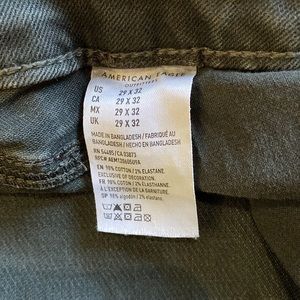 AMERICAN EAGLE
OUTFITTERS
US 29 X 32
CA 29 X 32
MX 29 X 32
UK 29 X 32
MADE IN BANGLADESH / FABRIQUÉ AU
BANGLADESH / HECHO EN BANGLADESH
RN 54485 / CA 33873
EN 98% COTTON / 2% ELASTANE.
EXCLUSIVE OF DECORATION.
FR 98% COTON / 2% ÉLASTHANNE.
À L'EXCEPTION DE LA GARNITURE.
SP 98% algodón / 2% elastano.